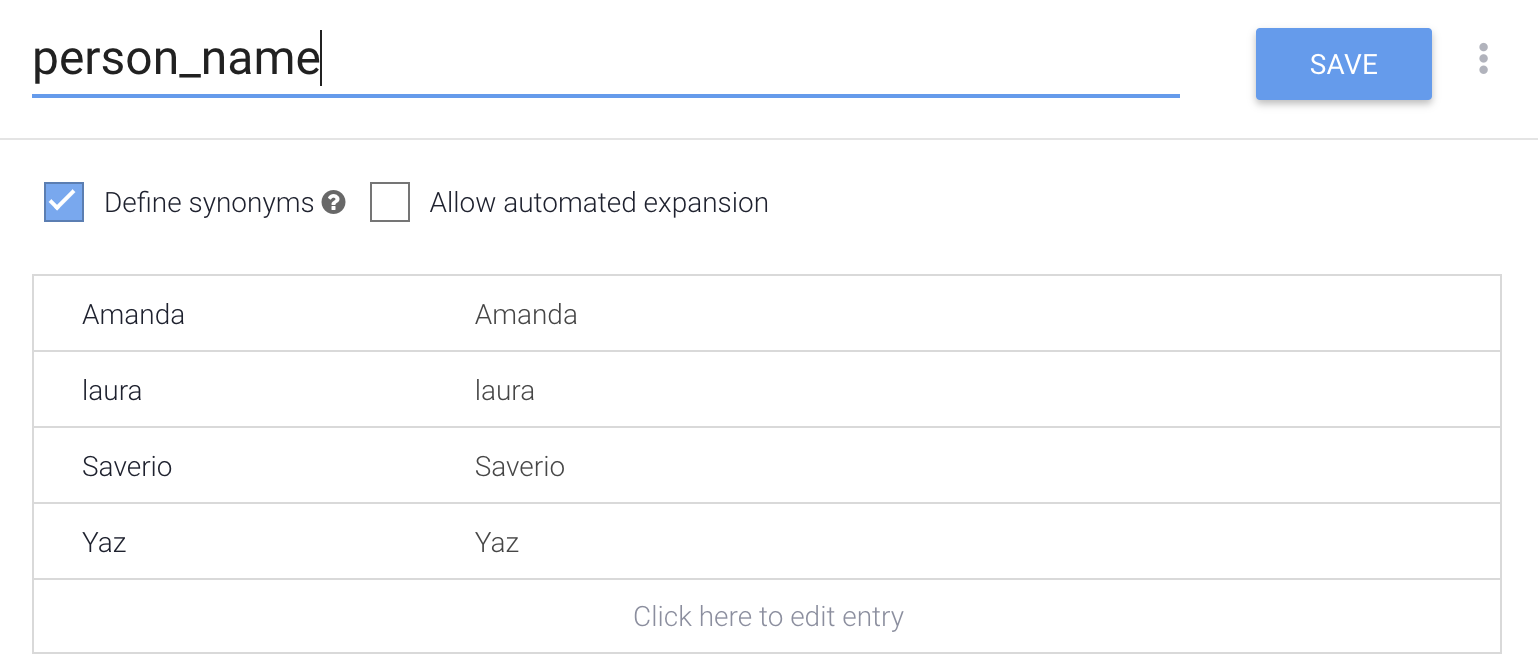 person_name
SAVE
Define synonyms ? Allow automated expansion
Amanda Amanda
laura laura
Saverio Saverio
Yaz Yaz
Click here to edit entry